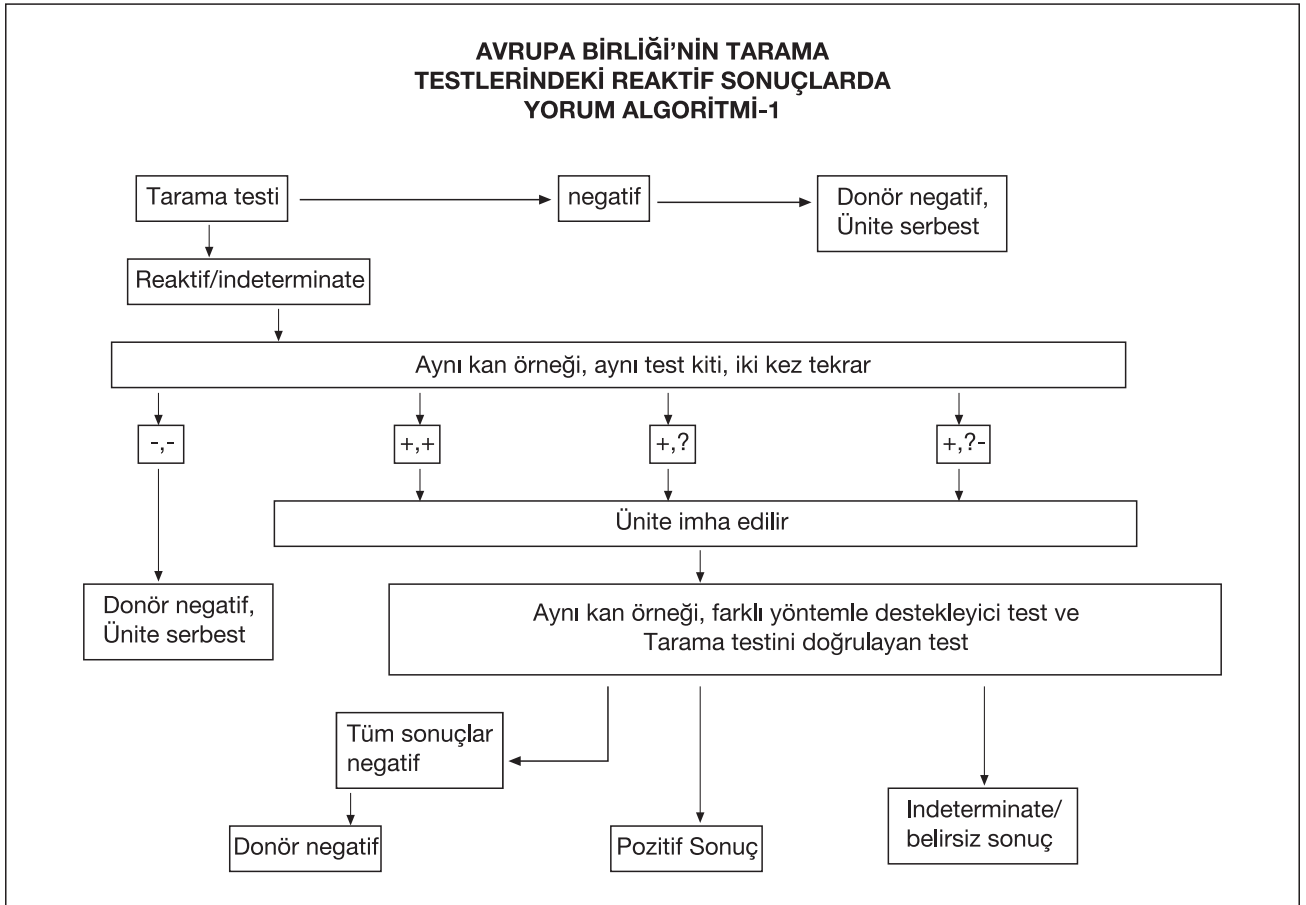 AVRUPA BİRLİĞİ'NİN TARAMA
TESTLERİNDEKİ REAKTİF SONUÇLARDA
YORUM ALGORİTMİ-1
Tarama testi
negatif
Donör negatif,
Ünite serbest
Reaktif/indeterminate
Aynı kan örneği, aynı test kiti, iki kez tekrar
-,-
+,+
+,?
+,?-
Ünite imha edilir
Donör negatif,
Ünite serbest
Aynı kan örneği, farklı yöntemle destekleyici test ve
Tarama testini doğrulayan test
Tüm sonuçlar
negatif
Donör negatif
Pozitif Sonuç
Indeterminate/
belirsiz sonuç